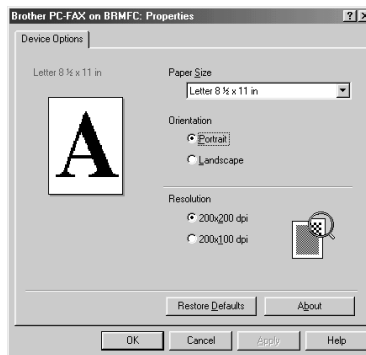 Brother PC-FAX on BRMFC: Properties
Device Options
Letter 8 ½ x 11 in
A
Paper Size
Letter 8 ½ x 11 in
Orientation
Portrait
Landscape
Resolution
200x200 dpi
200x100 dpi
Restore Defaults
About
OK
Cancel
Apply
Help